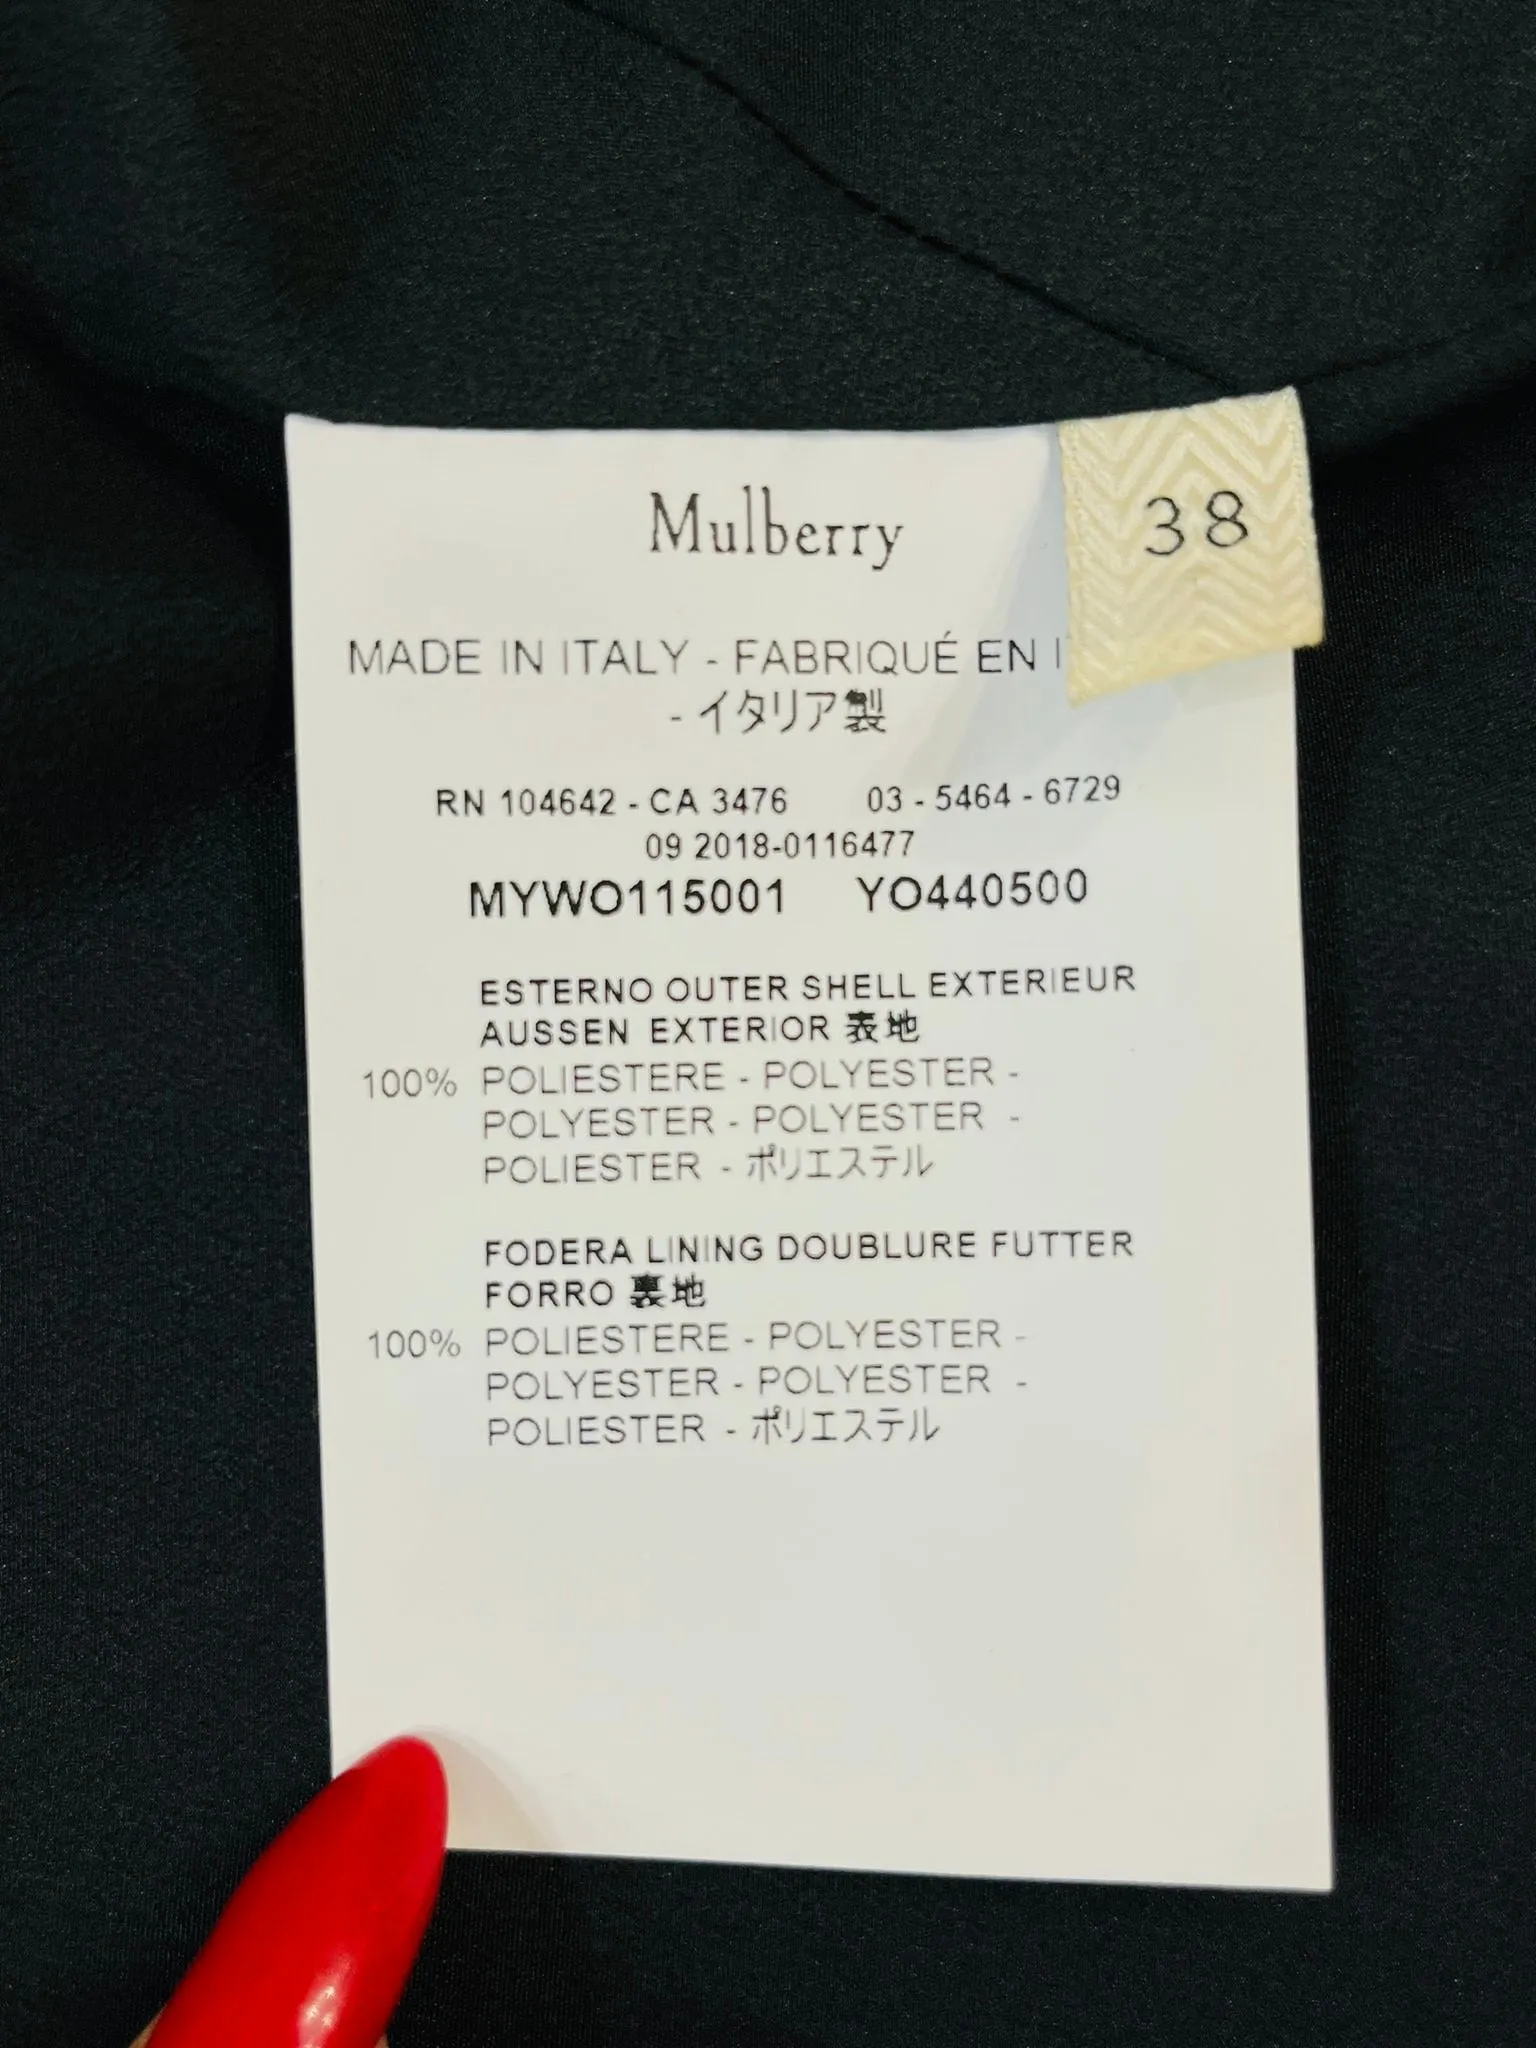 Mulberry
38
MADE IN ITALY - FABRIQUÉ EN
- イタリア製
RN 104642 - CA 3476 03 - 5464 - 6729
09 2018-0116477
MYWO115001 YO440500
ESTERNO OUTER SHELL EXTERIEUR
AUSSEN EXTERIOR 表地
100% POLIESTERE - POLYESTER -
POLYESTER - POLYESTER -
POLIESTER - ポリエステル
FODERA LINING DOUBLURE FUTTER
FORRO 裏地
100% POLIESTERE - POLYESTER -
POLYESTER - POLYESTER -
POLIESTER - ポリエステル